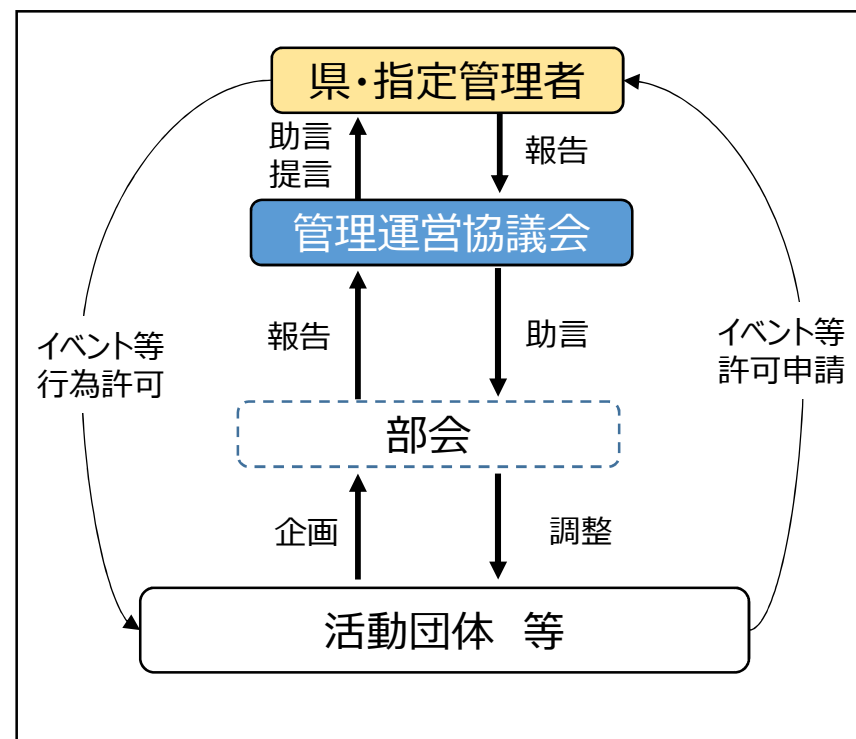 県・指定管理者
助言
提言
報告
管理運営協議会
イベント等
行為許可
報告
助言
イベント等
許可申請
部会
企画
調整
活動団体　等